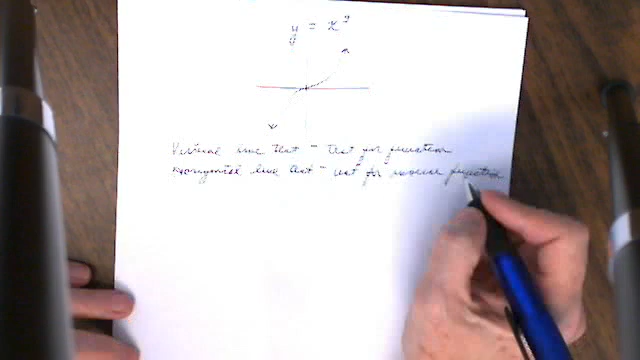 y = x³
Vertical line test - test for function
Horizontal line test - test for inverse function